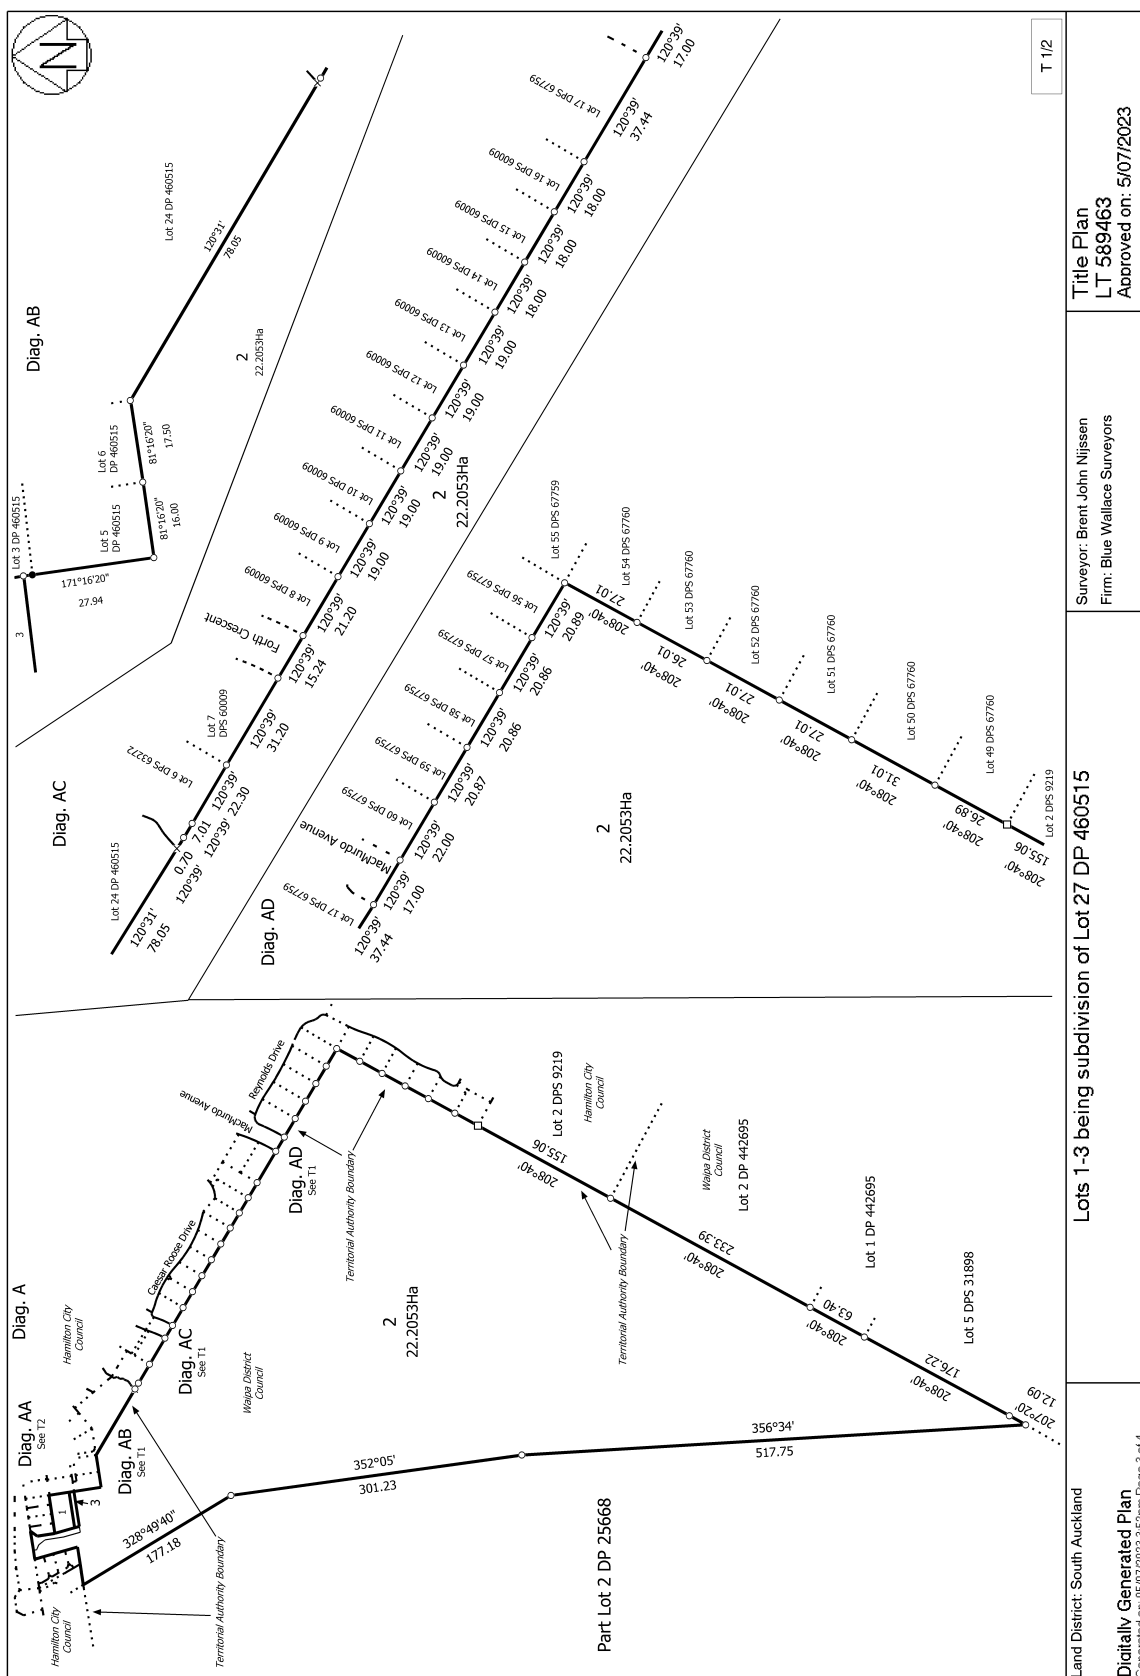 N
Diag. AB
Lot 24 DP 460515
120°31'
78.05
2
22.2053Ha
Lot 6
DP 460515
81°16'20"
17.50
Lot 5
DP 460515
81°16'20"
16.00
Lot 3 DP 460515
171°16'20"
27.94
3
Diag. AC
Lot 24 DP 460515
120°31'
78.05
120°39'
0.70
120°39'
7.01
Lot 6 DPS 63272
120°39'
22.30
Lot 7
DPS 60009
120°39'
31.20
Forth Crescent
120°39'
15.24
Lot 8 DPS 60009
120°39'
21.20
Lot 9 DPS 60009
120°39'
19.00
Lot 10 DPS 60009
120°39'
19.00
Lot 11 DPS 60009
120°39'
19.00
Lot 12 DPS 60009
120°39'
19.00
Lot 13 DPS 60009
120°39'
19.00
Lot 14 DPS 60009
120°39'
18.00
Lot 15 DPS 60009
120°39'
18.00
Lot 16 DPS 60009
120°39'
18.00
Lot 17 DPS 67759
120°39'
37.44
120°39'
17.00
2
22.2053Ha
Diag. AD
Lot 17 DPS 67759
120°39'
37.44
MacMurdo Avenue
120°39'
17.00
Lot 60 DPS 67759
120°39'
22.00
Lot 59 DPS 67759
120°39'
20.87
Lot 58 DPS 67759
120°39'
20.86
Lot 57 DPS 67759
120°39'
20.86
Lot 56 DPS 67759
120°39'
20.89
Lot 55 DPS 67759
Lot 54 DPS 67760
27.01
208°40'
Lot 53 DPS 67760
26.01
208°40'
Lot 52 DPS 67760
27.01
208°40'
Lot 51 DPS 67760
27.01
208°40'
Lot 50 DPS 67760
31.01
208°40'
Lot 49 DPS 67760
26.89
208°40'
Lot 2 DPS 9219
155.06
208°40'
2
22.2053Ha
Diag. A
Diag. AA
See T2
Hamilton City
Council
Diag. AB
See T1
Diag. AC
See T1
Diag. AD
See T1
Caesar Roose Drive
MacMurdo Avenue
Reynolds Drive
Waipa District
Council
Territorial Authority Boundary
1
3
328°49'40"
177.18
Hamilton City
Council
Territorial Authority Boundary
352°05'
301.23
356°34'
517.75
Part Lot 2 DP 25668
2
22.2053Ha
Territorial Authority Boundary
Lot 2 DPS 9219
155.06
208°40'
Hamilton City
Council
Waipa District
Council
Lot 2 DP 442695
233.39
208°40'
Lot 1 DP 442695
63.40
208°40'
Lot 5 DPS 31898
176.22
208°40'
12.09
207°20'
T 1/2
Land District: South Auckland
Digitally Generated Plan
Lots 1-3 being subdivision of Lot 27 DP 460515
Surveyor: Brent John Nijssen
Firm: Blue Wallace Surveyors
Title Plan
LT 589463
Approved on: 5/07/2023